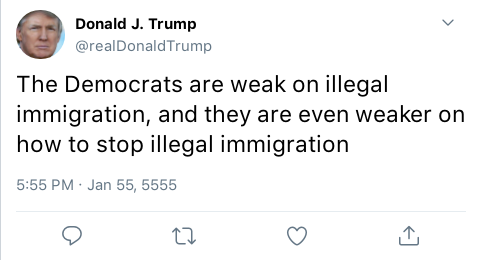 Donald J. Trump
@realDonaldTrump
The Democrats are weak on illegal
immigration, and they are even weaker on
how to stop illegal immigration
5:55 PM · Jan 55, 5555